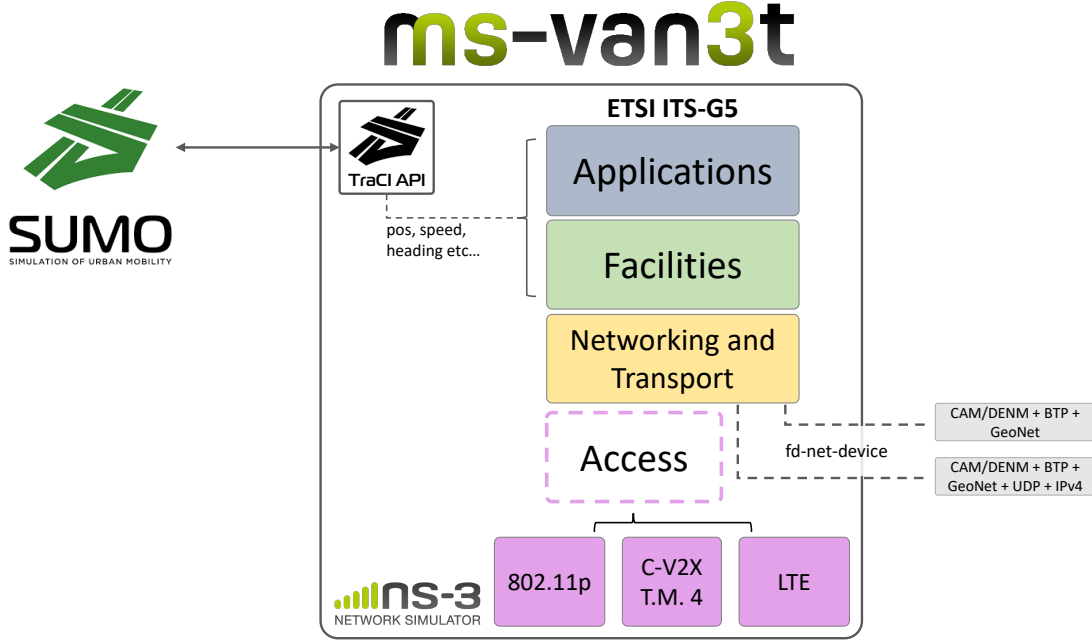 ms-van3t
ETSI ITS-G5
TraCI API
Applications
SUMO
SIMULATION OF URBAN MOBILITY
pos, speed,
heading etc...
Facilities
Networking and
Transport
Access
fd-net-device
CAM/DENM + BTP +
GeoNet
CAM/DENM + BTP +
GeoNet + UDP + IPv4
802.11p
C-V2X
T.M. 4
LTE
ns-3
NETWORK SIMULATOR